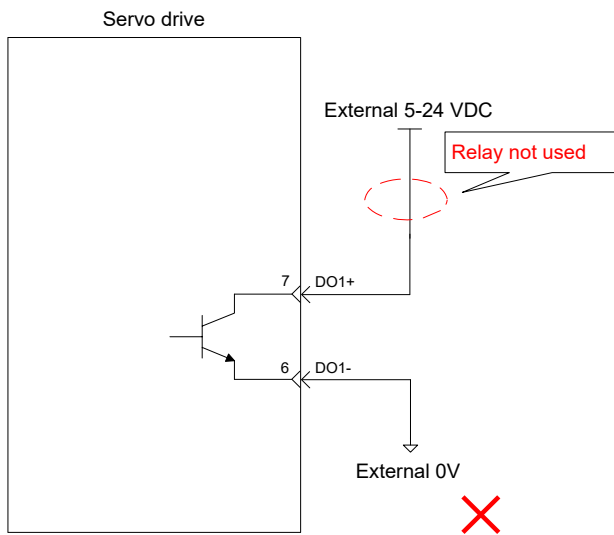 Servo drive
External 5-24 VDC
Relay not used
7 DO1+
6 DO1-
External 0V